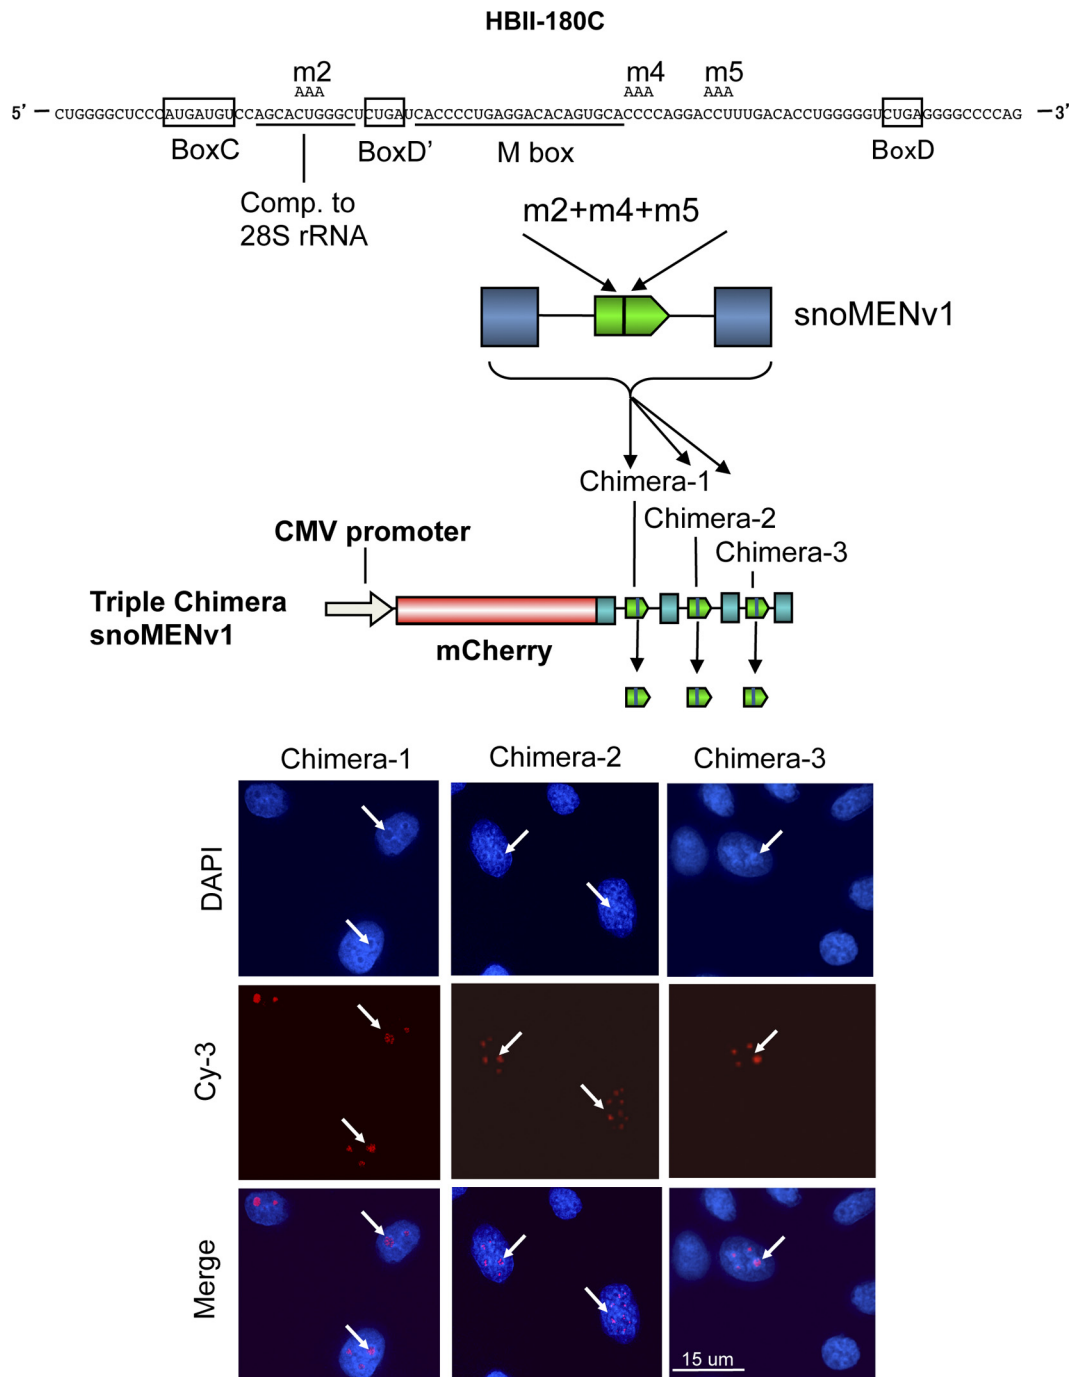 HBII-180C
m2 m4 m5
AAA AAA AAA
5’ CUGGGGCUCCCAUGAUGUCCAGCACUGGGCUCUGAUCACCCCUGAGGACACAGUGCACCCCAGGACCUUUGACACCUGGGGGUCUGAGGGGCCCCAG 3’
BoxC BoxD’ M box BoxD
Comp. to
28S rRNA
m2+m4+m5
snoMENv1
Chimera-1
Chimera-2
Chimera-3
CMV promoter
Triple Chimera
snoMENv1
mCherry
Chimera-1 Chimera-2 Chimera-3
DAPI
Cy-3
Merge
15 um